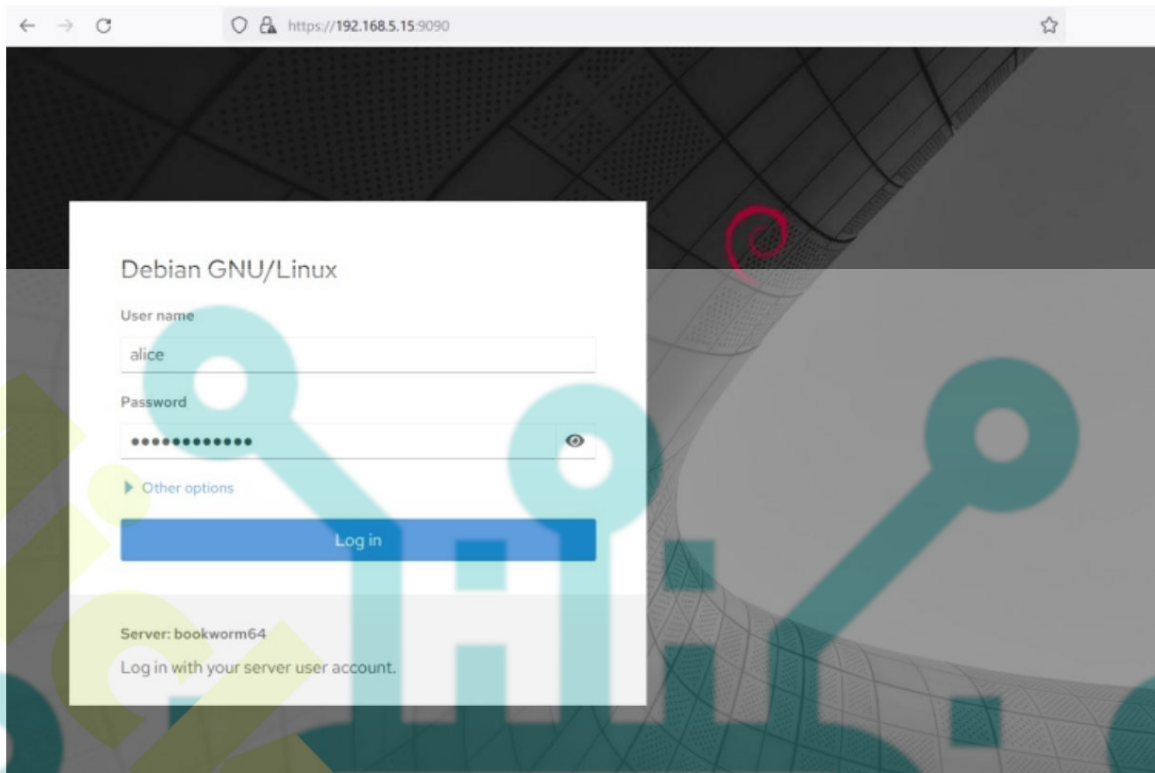 https://192.168.5.15:9090
Debian GNU/Linux
User name
alice
Password
••••••••••••
Other options
Log in
Server: bookworm64
Log in with your server user account.